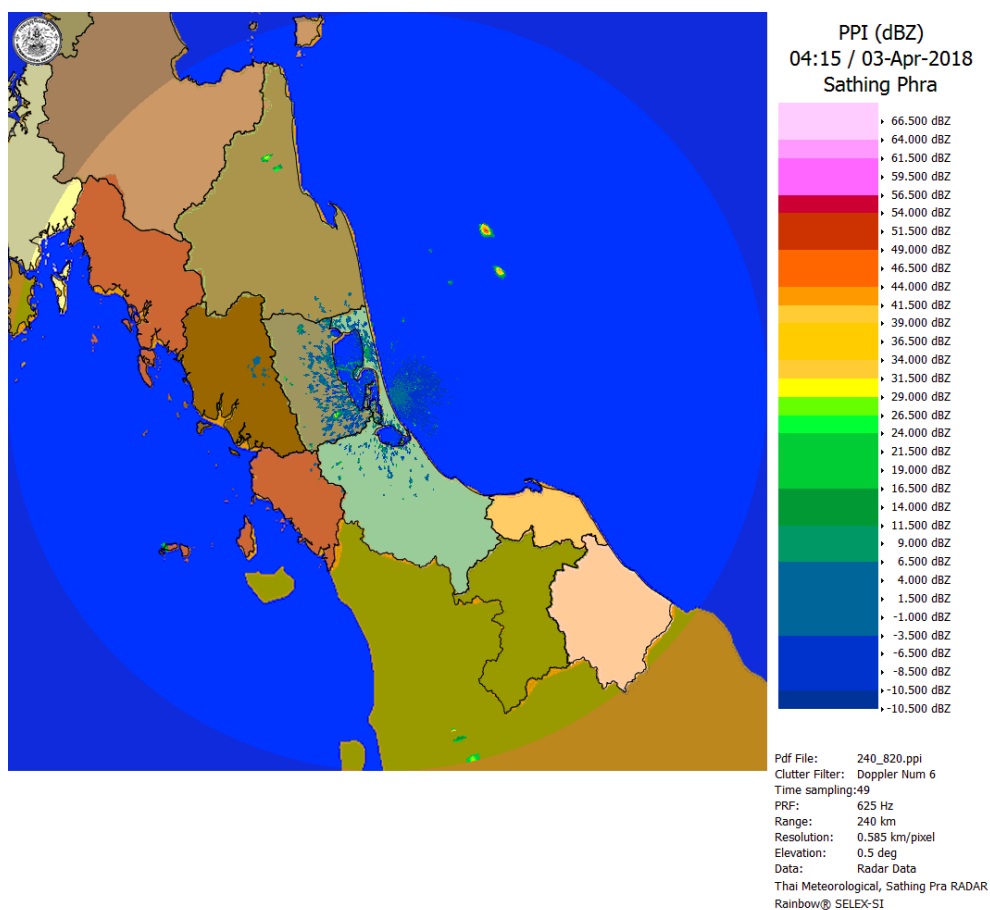 PPI (dBZ)
04:15 / 03-Apr-2018
Sathing Phra
66.500 dBZ
64.000 dBZ
61.500 dBZ
59.500 dBZ
56.500 dBZ
54.000 dBZ
51.500 dBZ
49.000 dBZ
46.500 dBZ
44.000 dBZ
41.500 dBZ
39.000 dBZ
36.500 dBZ
34.000 dBZ
31.500 dBZ
29.000 dBZ
26.500 dBZ
24.000 dBZ
21.500 dBZ
19.000 dBZ
16.500 dBZ
14.000 dBZ
11.500 dBZ
9.000 dBZ
6.500 dBZ
4.000 dBZ
1.500 dBZ
-1.000 dBZ
-3.500 dBZ
-6.500 dBZ
-8.500 dBZ
-10.500 dBZ
-10.500 dBZ
Pdf File: 240_820.ppi
Clutter Filter: Doppler Num 6
Time sampling:49
PRF: 625 Hz
Range: 240 km
Resolution: 0.585 km/pixel
Elevation: 0.5 deg
Data: Radar Data
Thai Meteorological, Sathing Pra RADAR
Rainbow® SELEX-SI